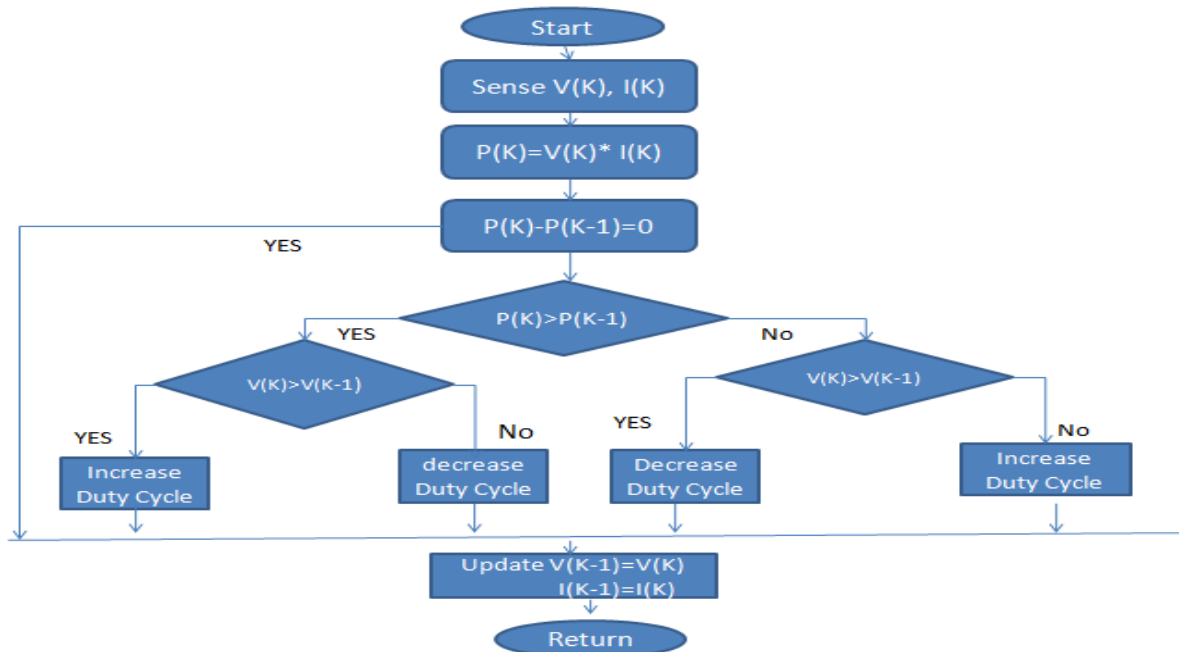 Start
Sense V(K), I(K)
P(K)=V(K)* I(K)
P(K)-P(K-1)=0
YES
P(K)>P(K-1)
YES
No
V(K)>V(K-1)
V(K)>V(K-1)
YES
No
YES
No
Increase
Duty Cycle
decrease
Duty Cycle
Decrease
Duty Cycle
Increase
Duty Cycle
Update V(K-1)=V(K)
I(K-1)=I(K)
Return